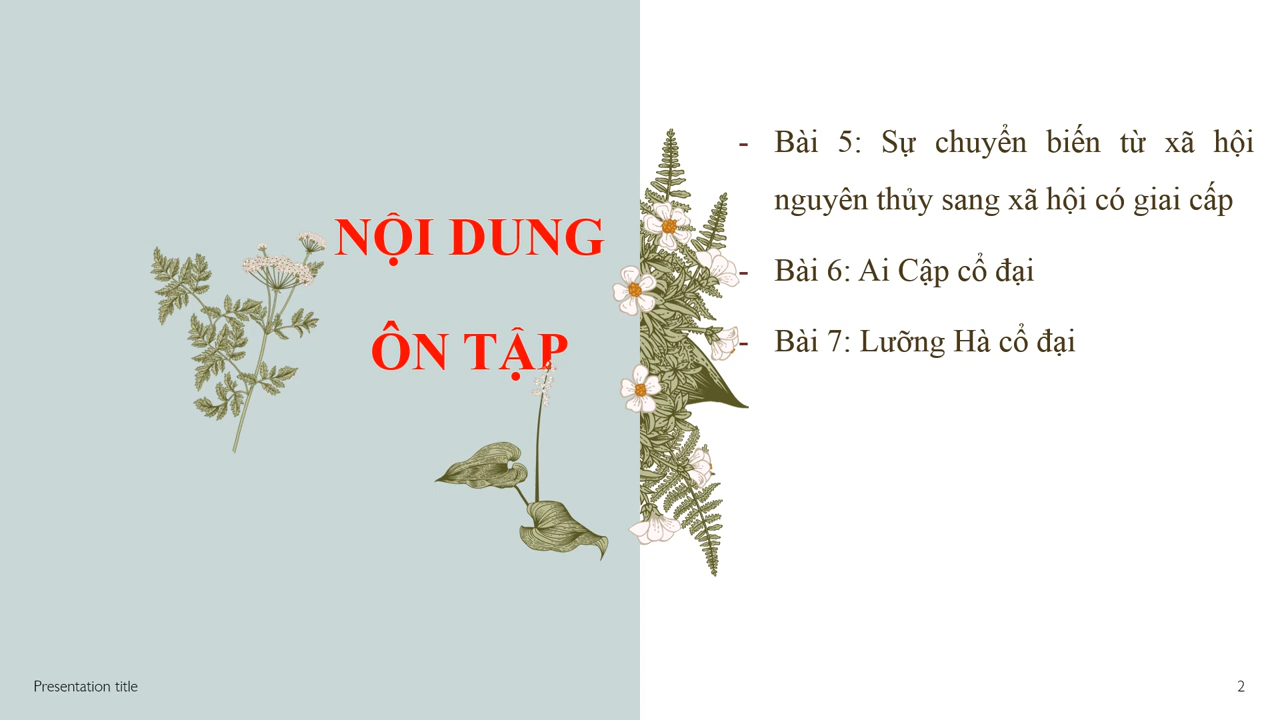 NỘI DUNG
ÔN TẬP
- Bài 5: Sự chuyển biến từ xã hội
nguyên thủy sang xã hội có giai cấp
- Bài 6: Ai Cập cổ đại
- Bài 7: Lưỡng Hà cổ đại
Presentation title
2